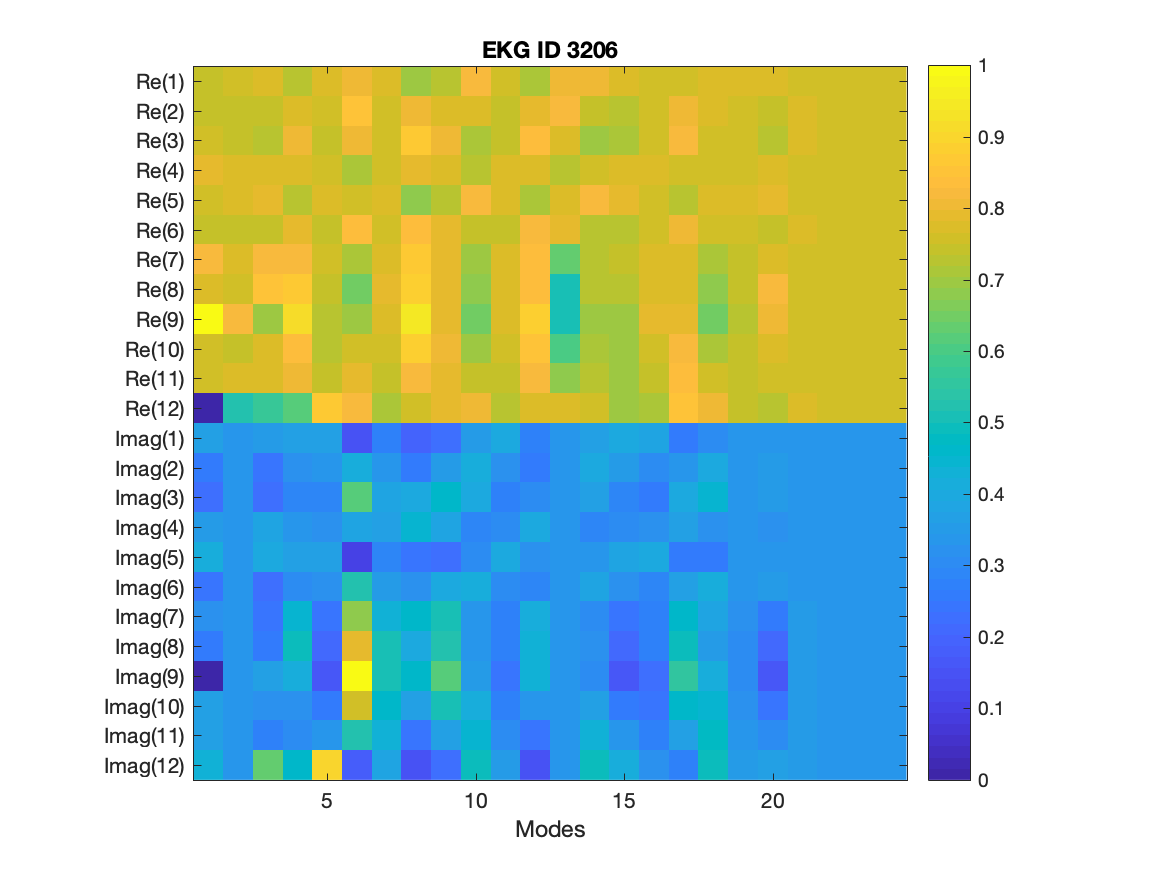 EKG ID 3206
Re(1)
Re(2)
Re(3)
Re(4)
Re(5)
Re(6)
Re(7)
Re(8)
Re(9)
Re(10)
Re(11)
Re(12)
Imag(1)
Imag(2)
Imag(3)
Imag(4)
Imag(5)
Imag(6)
Imag(7)
Imag(8)
Imag(9)
Imag(10)
Imag(11)
Imag(12)
5 10 15 20
Modes
1
0.9
0.8
0.7
0.6
0.5
0.4
0.3
0.2
0.1
0